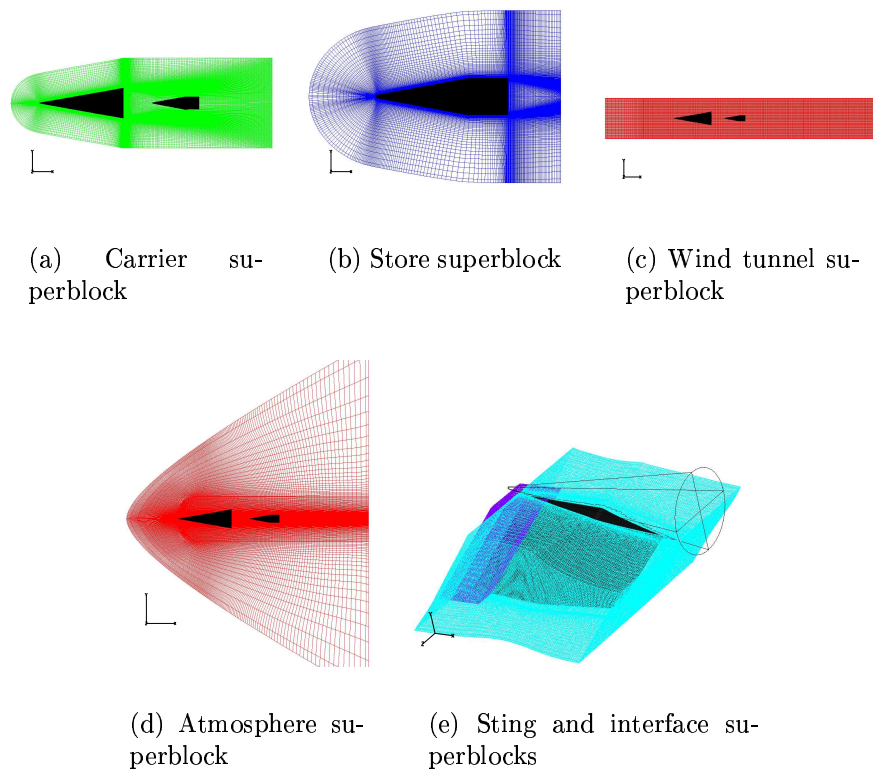 (a) Carrier su-
perblock
(b) Store superblock
(c) Wind tunnel su-
perblock
(d) Atmosphere su-
perblock
(e) Sting and interface su-
perblocks